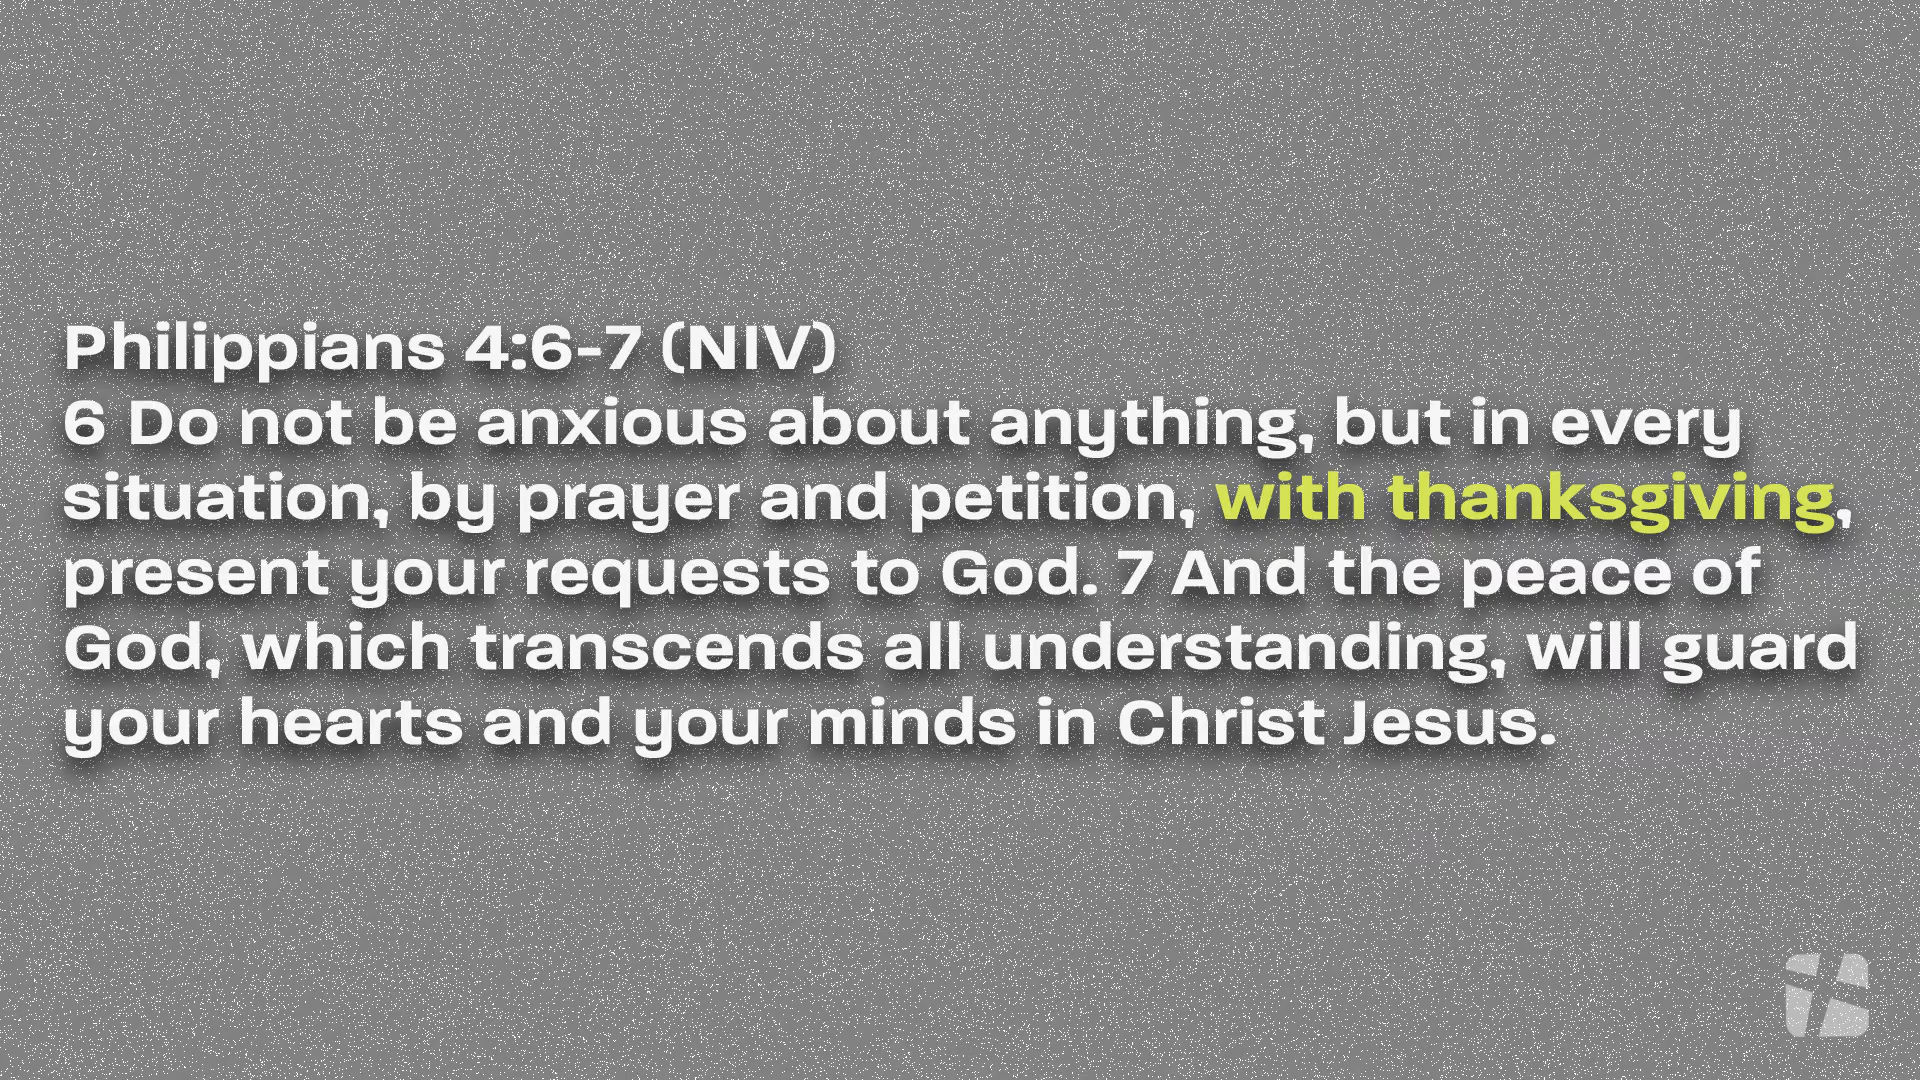 Philippians 4:6-7 (NIV)
6 Do not be anxious about anything, but in every
situation, by prayer and petition, with thanksgiving,
present your requests to God. 7 And the peace of
God, which transcends all understanding, will guard
your hearts and your minds in Christ Jesus.